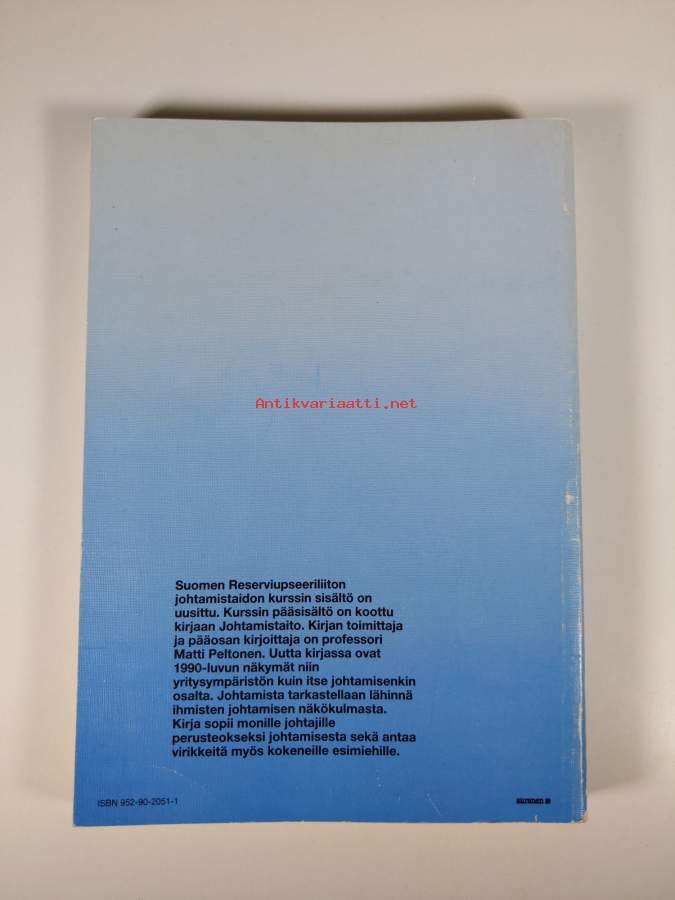 Antikvariaatti.net
Suomen Reserviupseeriliiton
johtamistaidon kurssin sisältö on
uusittu. Kurssin pääsisältö on koottu
kirjaan Johtamistaito. Kirjan toimittaja
ja pääosan kirjoittaja on professori
Matti Peltonen. Uutta kirjassa ovat
1990-luvun näkymät niin
yritysympäristön kuin itse johtamisenkin
osalta. Johtamista tarkastellaan lähinnä
ihmisten johtamisen näkökulmasta.
Kirja sopii monille johtajille
perusteokseksi johtamisesta sekä antaa
virikkeitä myös kokeneille esimiehille.
ISBN 952-90-2051-1